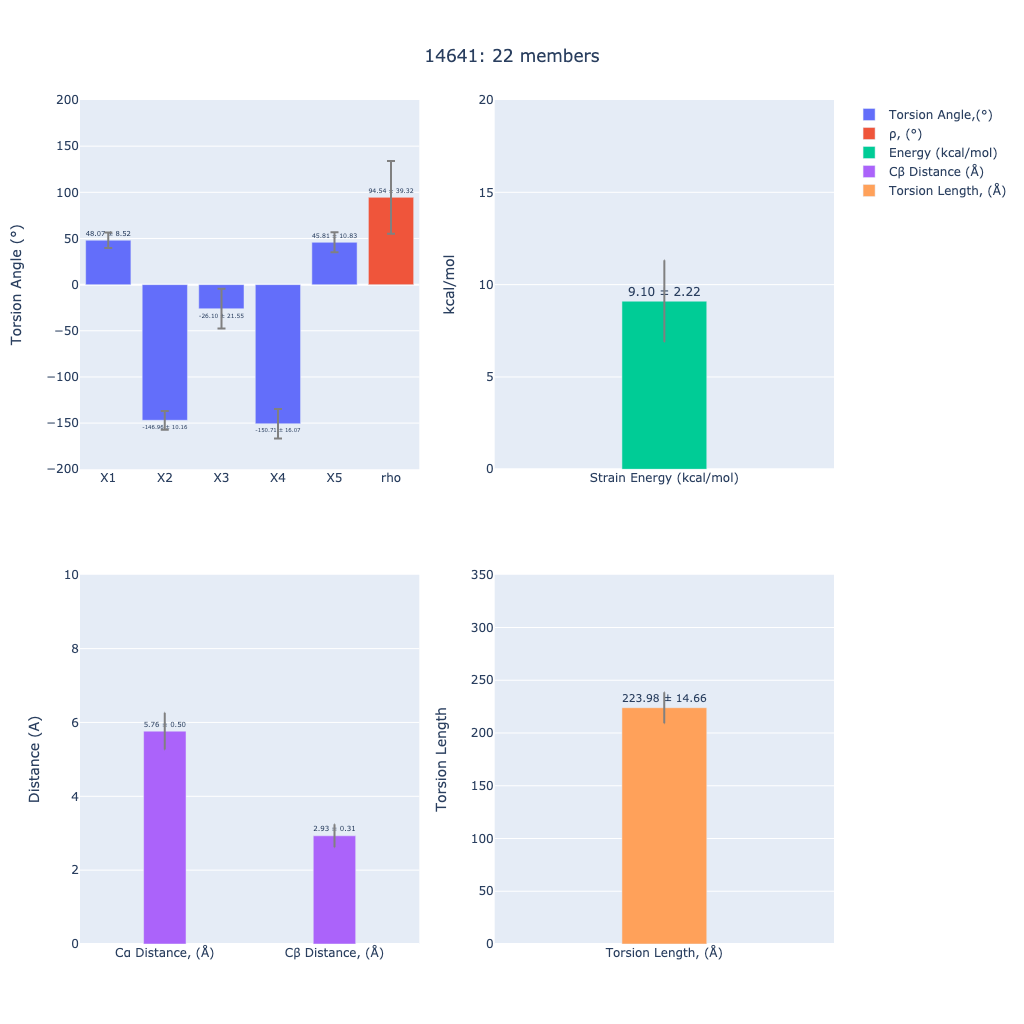 14641: 22 members
Torsion Angle (°)
200
150
100
50
0
−50
−100
−150
−200
48.07 ± 8.52
-146.96 ± 10.16
-26.10 ± 21.55
-150.71 ± 16.07
45.81 ± 10.83
94.54 ± 39.32
X1 X2 X3 X4 X5 rho
kcal/mol
20
15
10
5
0
9.10 ± 2.22
Strain Energy (kcal/mol)
Torsion Angle,(°)
ρ, (°)
Energy (kcal/mol)
Cβ Distance (Å)
Torsion Length, (Å)
Distance (A)
10
8
6
4
2
0
5.76 ± 0.50
2.93 ± 0.31
Cα Distance, (Å) Cβ Distance, (Å)
Torsion Length
350
300
250
200
150
100
50
0
223.98 ± 14.66
Torsion Length, (Å)